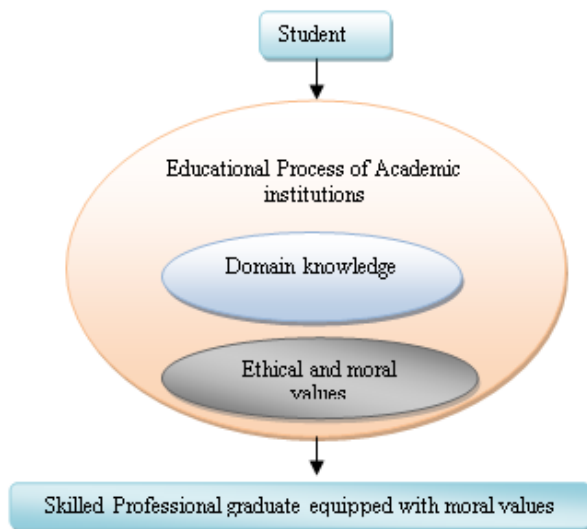 Student
Educational Process of Academic
institutions
Domain knowledge
Ethical and moral
values
Skilled Professional graduate equipped with moral values